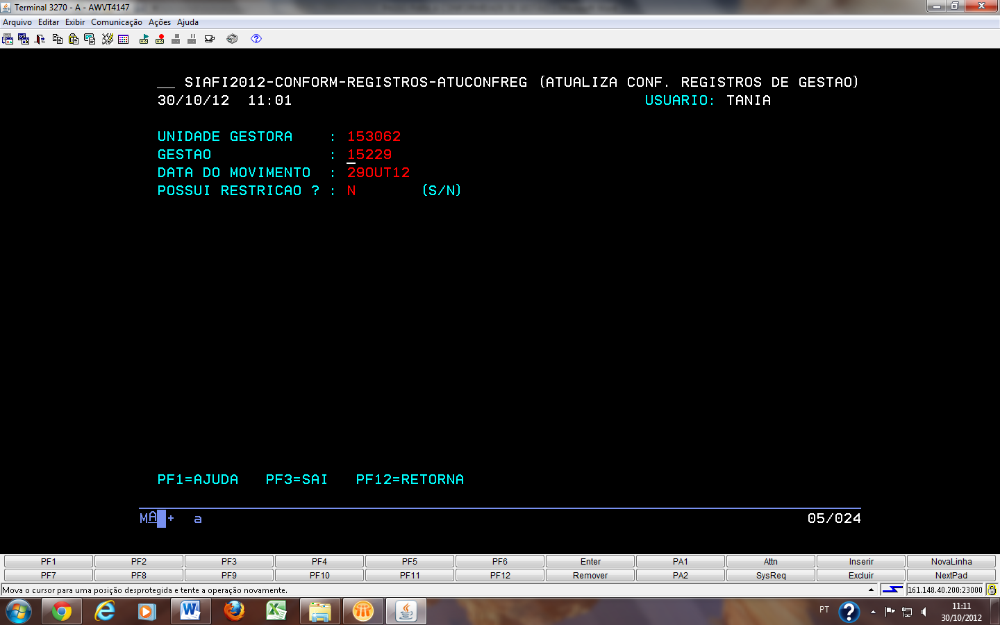 Terminal 3270 - A - AWVT4147
Arquivo Editar Exibir Comunicação Ações Ajuda
__ SIAFI2012-CONFORM-REGISTROS-ATUCONFREG (ATUALIZA CONF. REGISTROS DE GESTAO)
30/10/12 11:01 USUARIO: TANIA
UNIDADE GESTORA : 153062
GESTAO : 15229
DATA DO MOVIMENTO : 29OUT12
POSSUI RESTRICAO ? : N (S/N)
PF1=AJUDA PF3=SAI PF12=RETORNA
MA + a 05/024
PF1 PF2 PF3 PF4 PF5 PF6 Enter PA1 Attn Inserir NovaLinha
PF7 PF8 PF9 PF10 PF11 PF12 Remover PA2 SysReq Excluir NextPad
Mova o cursor para uma posição desprotegida e tente a operação novamente. 161.148.40.200:23000
PT 11:11
30/10/2012